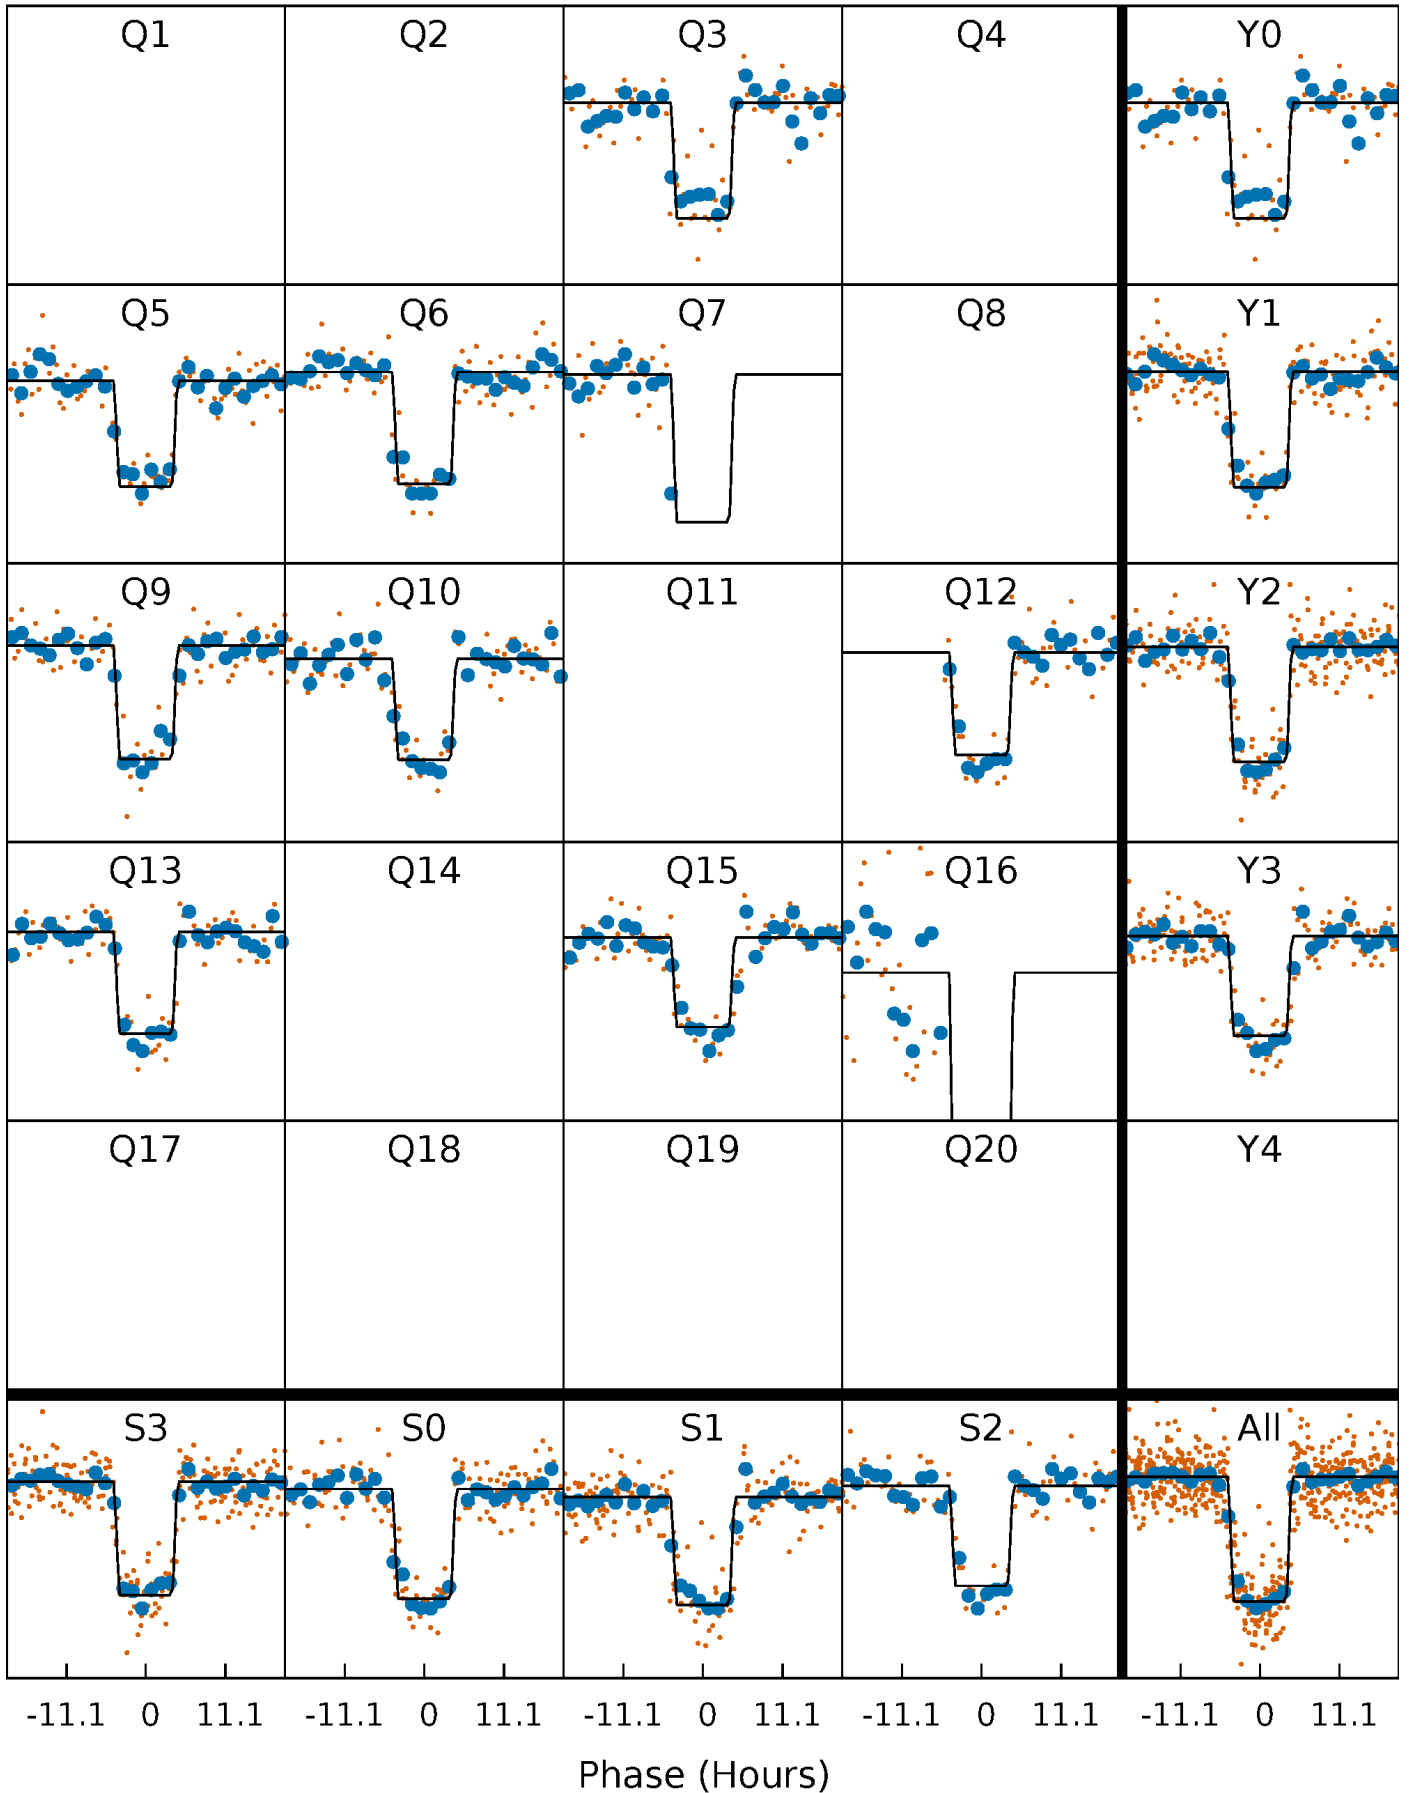 Q1 Q2 Q3 Q4 Y0
Q5 Q6 Q7 Q8 Y1
Q9 Q10 Q11 Q12 Y2
Q13 Q14 Q15 Q16 Y3
Q17 Q18 Q19 Q20 Y4
S3 S0 S1 S2 All
-11.1 0 11.1 -11.1 0 11.1 -11.1 0 11.1 -11.1 0 11.1 -11.1 0 11.1
Phase (Hours)